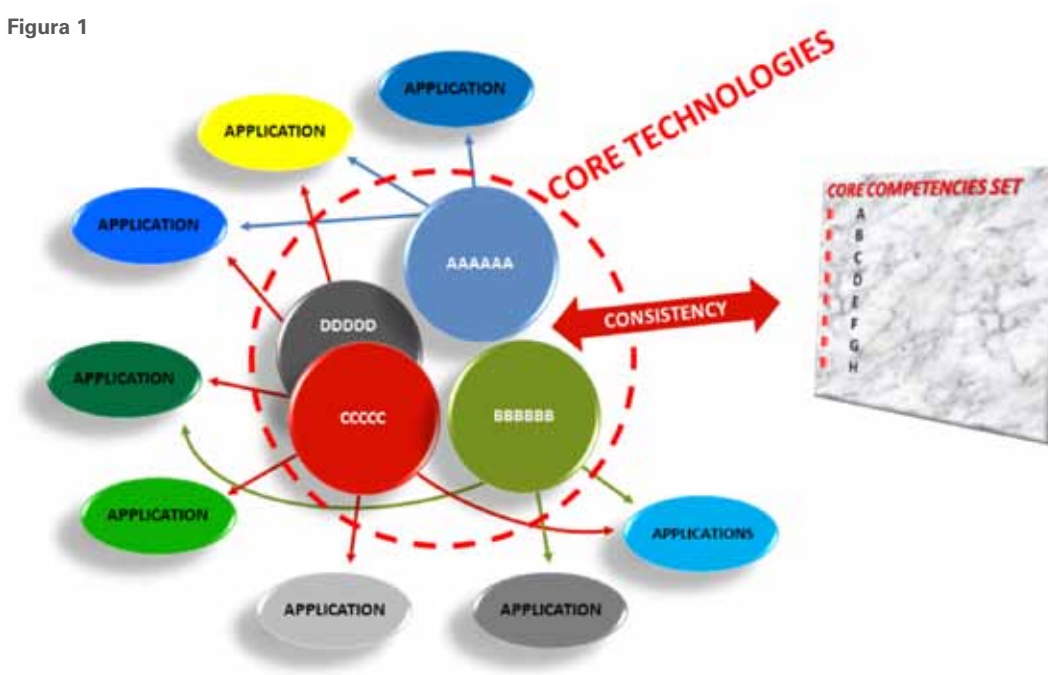 Figura 1
CORE TECHNOLOGIES
APPLICATION
APPLICATION
APPLICATION
AAAAAA
DDDDD
CONSISTENCY
APPLICATION
CCCCC
BBBBBB
APPLICATION
APPLICATIONS
APPLICATION
APPLICATION
CORE COMPETENCIES SET
A
B
C
D
E
F
G
H